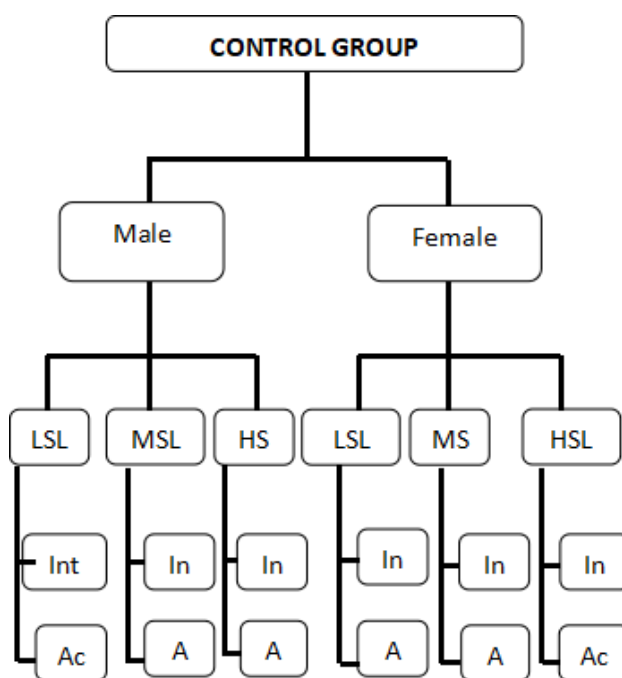 CONTROL GROUP
Male Female
LSL MSL HS LSL MS HSL
Int In In In In In
Ac A A A A Ac